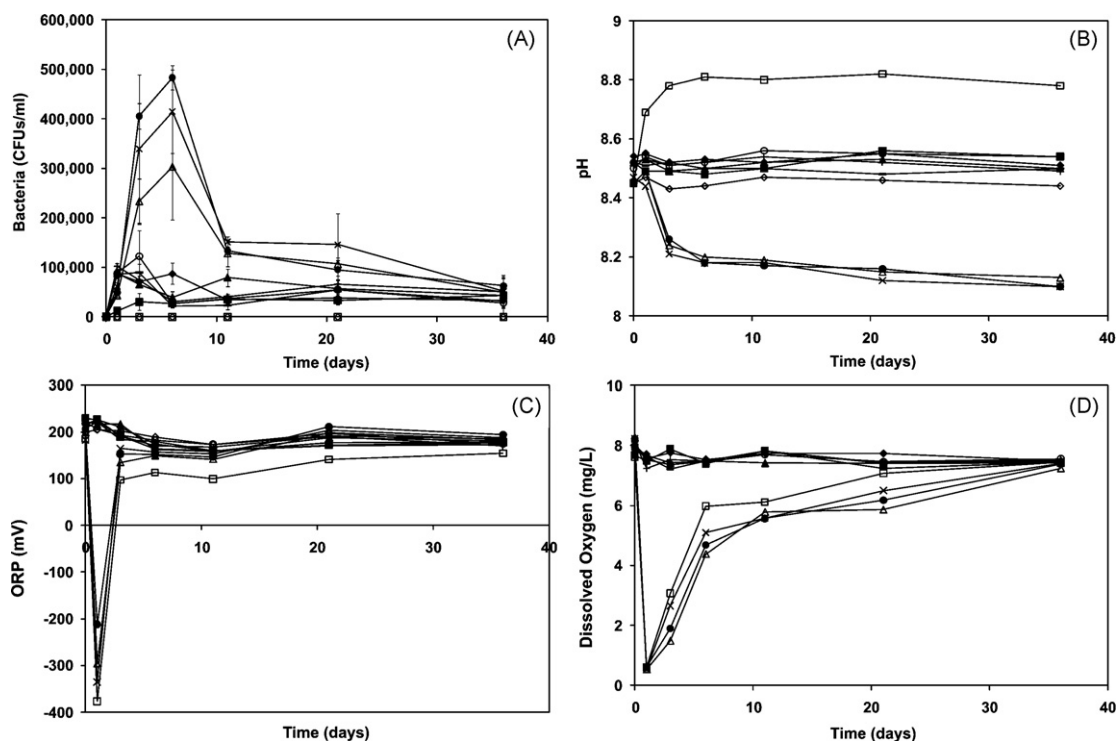 (A)
Bacteria (CFUs/ml)
600,000
500,000
400,000
300,000
200,000
100,000
0
0 10 20 30 40
Time (days)
(B)
pH
9
8.8
8.6
8.4
8.2
8
0 10 20 30 40
Time (days)
(C)
ORP (mV)
300
200
100
0
-100
-200
-300
-400
0 10 20 30 40
Time (days)
(D)
Dissolved Oxygen (mg/L)
10
8
6
4
2
0
0 10 20 30 40
Time (days)